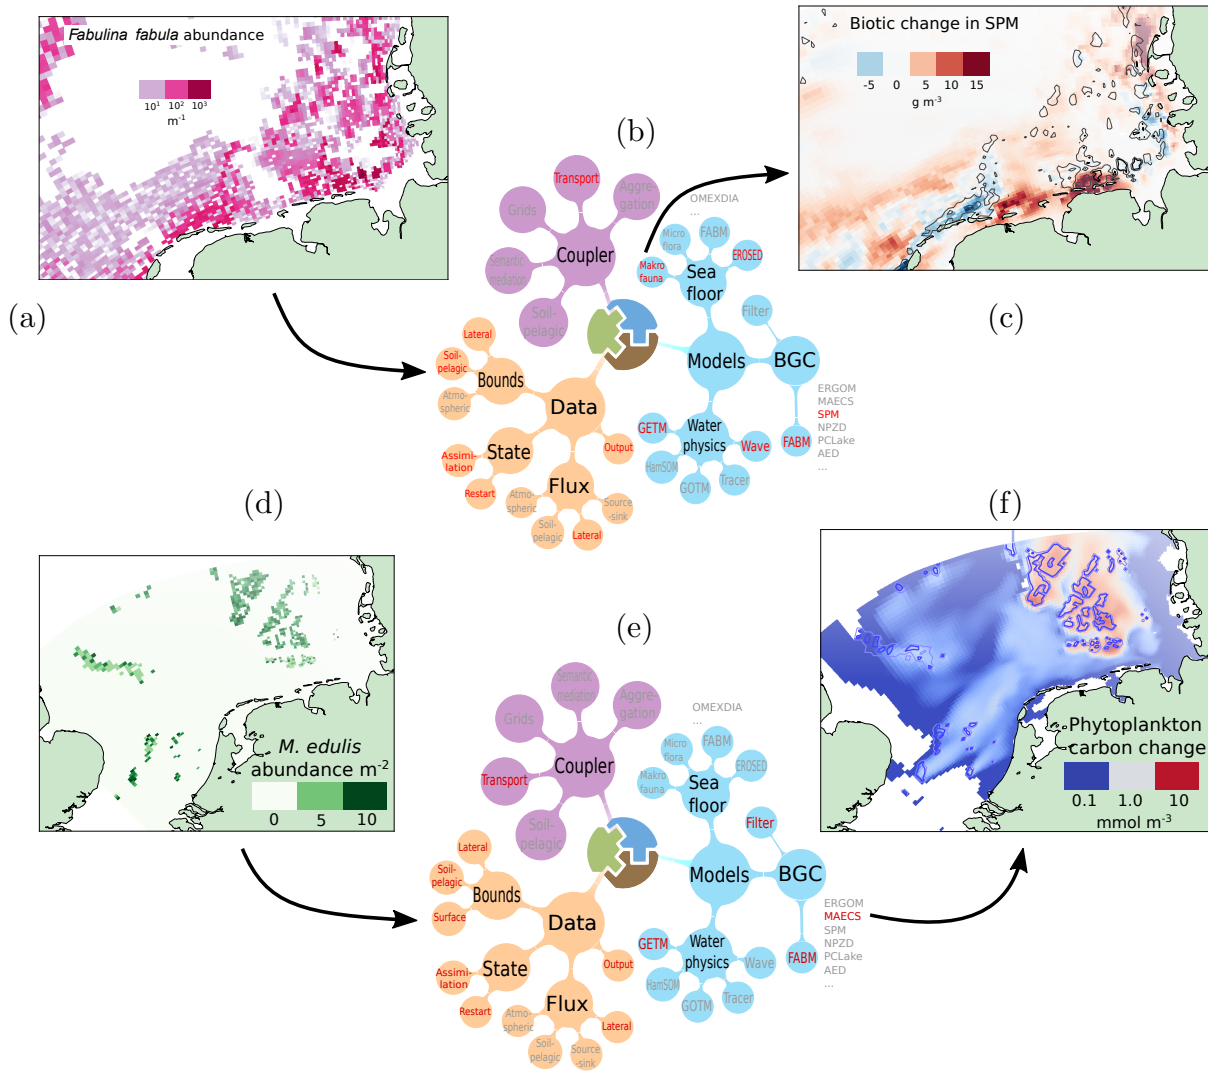 Fabulina fabula abundance
10¹ 10² 10³
m⁻¹
(a)
(b)
Transport
Aggre-
gation
Grids
Coupler
Semantic
mediation
Soil-
pelagic
OMEXDIA
...
Micro
flora
FABM
EROSED
Makro
fauna
Sea
floor
Filter
Models
BGC
ERGOM
MAECS
SPM
NPZD
PCLake
AED
...
FABM
Water
physics
GETM
Wave
HamSOM
GOTM
Tracer
Lateral
Soil-
pelagic
Bounds
Atmo-
spheric
Data
State
Assimi-
lation
Restart
Output
Flux
Atmo-
spheric
Soil-
pelagic
Lateral
Source
-sink
Biotic change in SPM
-5 0 5 10 15
g m⁻³
(c)
(d)
M. edulis
abundance m⁻²
0 5 10
(e)
Semantic
mediation
Aggre-
gation
Grids
Coupler
Transport
Soil-
pelagic
OMEXDIA
...
Micro
flora
FABM
EROSED
Makro
fauna
Sea
floor
Filter
Models
BGC
ERGOM
MAECS
SPM
NPZD
PCLake
AED
...
FABM
Water
physics
GETM
Wave
HamSOM
GOTM
Tracer
Lateral
Soil-
pelagic
Bounds
Surface
Data
State
Assimi-
lation
Restart
Output
Flux
Atmo-
spheric
Soil-
pelagic
Source
-sink
Lateral
(f)
Phytoplankton
carbon change
0.1 1.0 10
mmol m⁻³